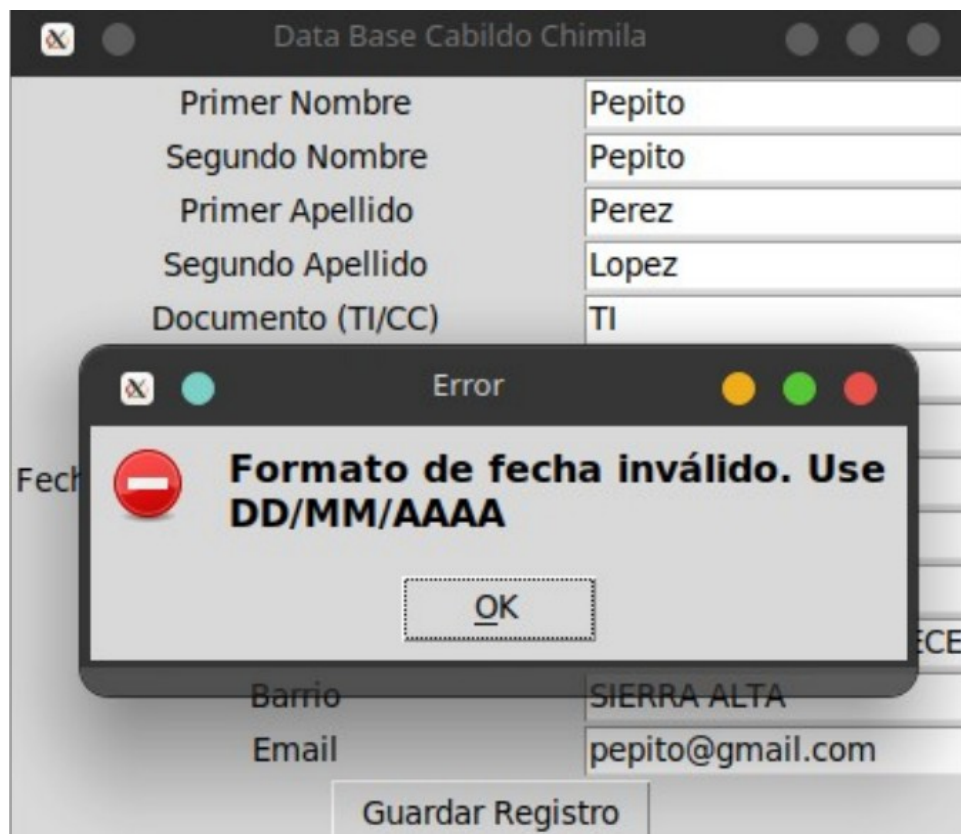 Data Base Cabildo Chimila
Primer Nombre Pepito
Segundo Nombre Pepito
Primer Apellido Perez
Segundo Apellido Lopez
Documento (TI/CC) TI
Error
Formato de fecha inválido. Use
DD/MM/AAAA
OK
Barrio SIERRA ALTA
Email pepito@gmail.com
Guardar Registro